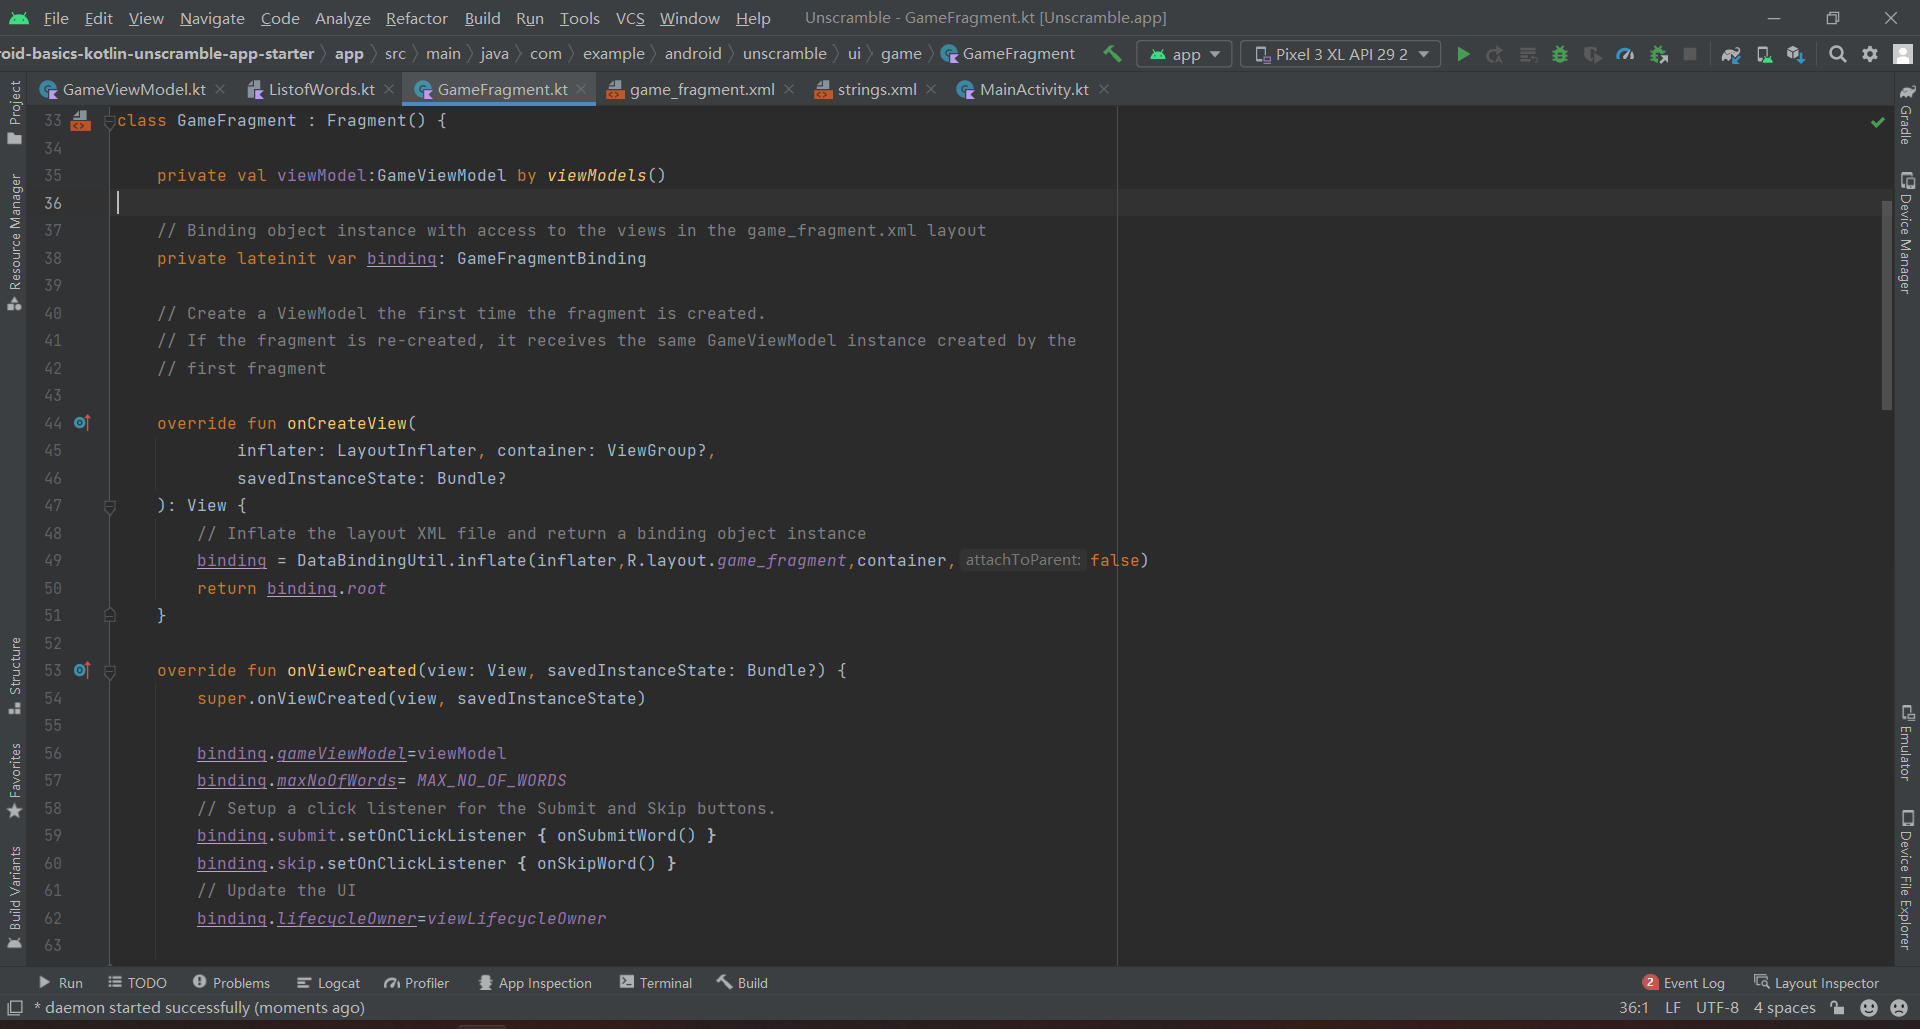 File Edit View Navigate Code Analyze Refactor Build Run Tools VCS Window Help Unscramble - GameFragment.kt [Unscramble.app]
oid-basics-kotlin-unscramble-app-starter app src main java com example android unscramble ui game GameFragment app Pixel 3 XL API 29 2
GameViewModel.kt ListofWords.kt GameFragment.kt game_fragment.xml strings.xml MainActivity.kt
Project
Resource Manager
Structure
Favorites
Build Variants
33 class GameFragment : Fragment() {
34
35 private val viewModel:GameViewModel by viewModels()
36
37 // Binding object instance with access to the views in the game_fragment.xml layout
38 private lateinit var binding: GameFragmentBinding
39
40 // Create a ViewModel the first time the fragment is created.
41 // If the fragment is re-created, it receives the same GameViewModel instance created by the
42 // first fragment
43
44 override fun onCreateView(
45 inflater: LayoutInflater, container: ViewGroup?,
46 savedInstanceState: Bundle?
47 ): View {
48 // Inflate the layout XML file and return a binding object instance
49 binding = DataBindingUtil.inflate(inflater,R.layout.game_fragment,container, attachToParent: false)
50 return binding.root
51 }
52
53 override fun onViewCreated(view: View, savedInstanceState: Bundle?) {
54 super.onViewCreated(view, savedInstanceState)
55
56 binding.gameViewModel=viewModel
57 binding.maxNoOfWords= MAX_NO_OF_WORDS
58 // Setup a click listener for the Submit and Skip buttons.
59 binding.submit.setOnClickListener { onSubmitWord() }
60 binding.skip.setOnClickListener { onSkipWord() }
61 // Update the UI
62 binding.lifecycleOwner=viewLifecycleOwner
63
Gradle
Device Manager
Emulator
Device File Explorer
Run TODO Problems Logcat Profiler App Inspection Terminal Build 2 Event Log Layout Inspector
* daemon started successfully (moments ago) 36:1 LF UTF-8 4 spaces